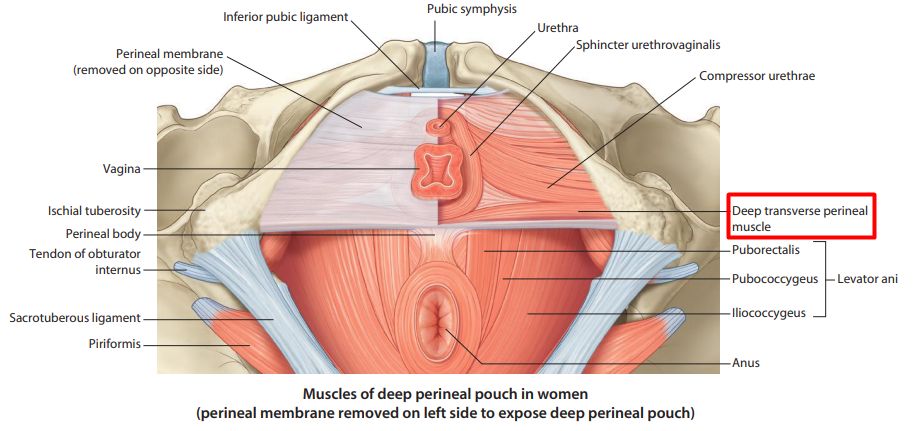 Pubic symphysis
Inferior pubic ligament
Urethra
Sphincter urethrovaginalis
Perineal membrane
(removed on opposite side)
Compressor urethrae
Vagina
Ischial tuberosity
Deep transverse perineal
muscle
Perineal body
Puborectalis
Tendon of obturator
internus
Pubococcygeus
Levator ani
Sacrotuberous ligament
Iliococcygeus
Piriformis
Anus
Muscles of deep perineal pouch in women
(perineal membrane removed on left side to expose deep perineal pouch)